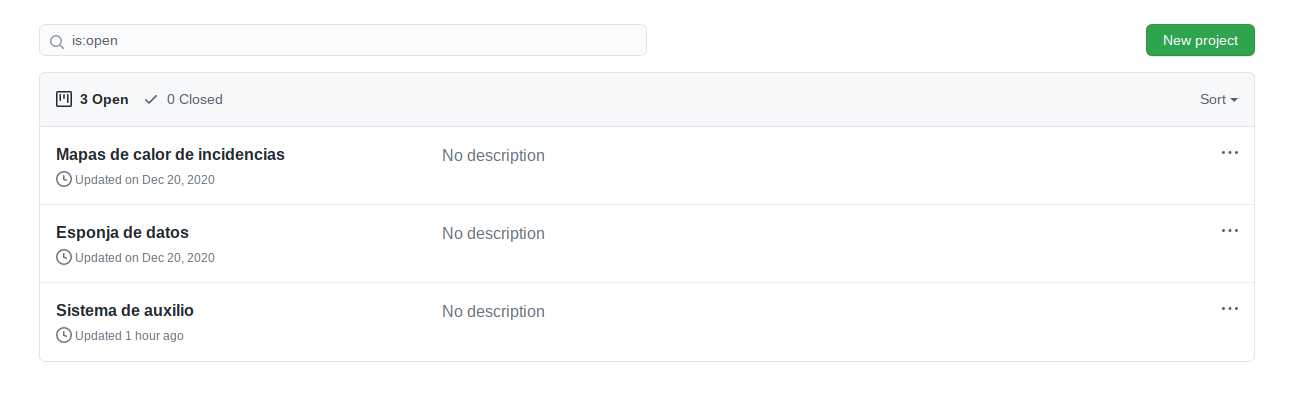 is:open
New project
3 Open 0 Closed Sort
Mapas de calor de incidencias No description
Updated on Dec 20, 2020
Esponja de datos No description
Updated on Dec 20, 2020
Sistema de auxilio No description
Updated 1 hour ago